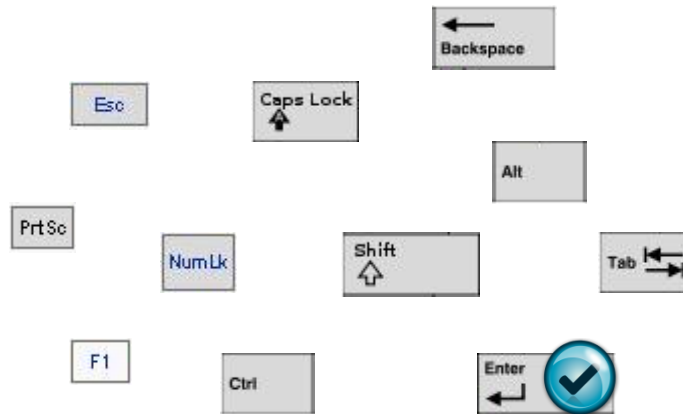 Backspace
Esc
Caps Lock
Alt
PrtSc
NumLk
Shift
Tab
F1
Ctrl
Enter